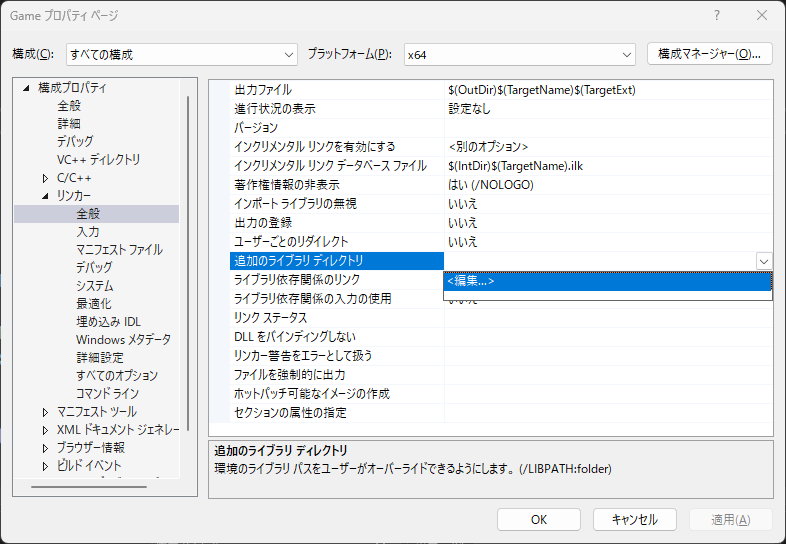 Game プロパティ ページ
構成(C): すべての構成 プラットフォーム(P): x64 構成マネージャー(O)...
構成プロパティ
全般
詳細
デバッグ
VC++ ディレクトリ
C/C++
リンカー
全般
入力
マニフェスト ファイル
デバッグ
システム
最適化
埋め込み IDL
Windows メタデータ
詳細設定
すべてのオプション
コマンド ライン
マニフェスト ツール
XML ドキュメント ジェネレー
ブラウザー情報
ビルド イベント
出力ファイル $(OutDir)$(TargetName)$(TargetExt)
進行状況の表示 設定なし
バージョン
インクリメンタル リンクを有効にする <別のオプション>
インクリメンタル リンク データベース ファイル $(IntDir)$(TargetName).ilk
著作権情報の非表示 はい (/NOLOGO)
インポート ライブラリの無視 いいえ
出力の登録 いいえ
ユーザーごとのリダイレクト いいえ
追加のライブラリ ディレクトリ
ライブラリ依存関係のリンク <編集...>
ライブラリ依存関係の入力の使用 いいえ
リンク ステータス
DLL をバインディングしない
リンカー警告をエラーとして扱う
ファイルを強制的に出力
ホットパッチ可能なイメージの作成
セクションの属性の指定
追加のライブラリ ディレクトリ
環境のライブラリ パスをユーザーがオーバーライドできるようにします。 (/LIBPATH:folder)
OK キャンセル 適用(A)